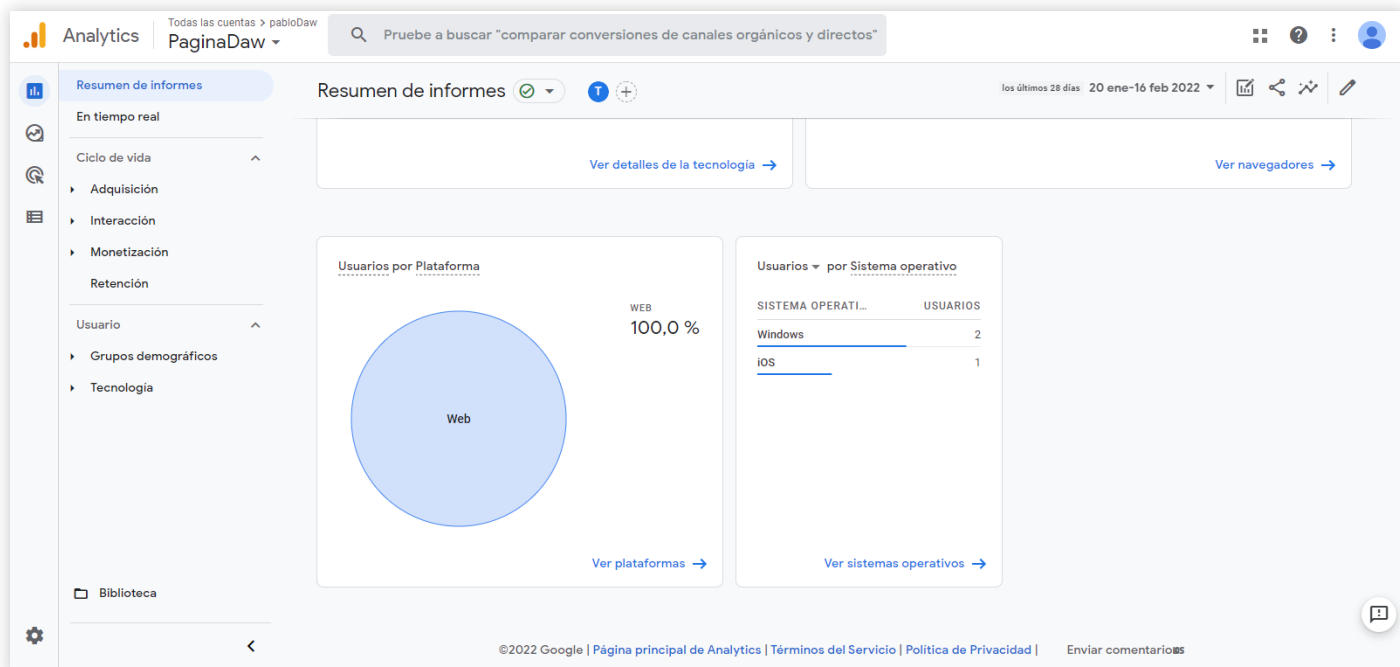 Analytics
Todas las cuentas > pabloDaw
PaginaDaw
Pruebe a buscar "comparar conversiones de canales orgánicos y directos"
Resumen de informes
En tiempo real
Ciclo de vida
Adquisición
Interacción
Monetización
Retención
Usuario
Grupos demográficos
Tecnología
Biblioteca
Resumen de informes
T
los últimos 28 días 20 ene-16 feb 2022
Ver detalles de la tecnología
Ver navegadores
Usuarios por Plataforma
WEB
100,0 %
Web
Ver plataformas
Usuarios por Sistema operativo
SISTEMA OPERATI... USUARIOS
Windows 2
iOS 1
Ver sistemas operativos
©2022 Google | Página principal de Analytics | Términos del Servicio | Política de Privacidad |
Enviar comentarios